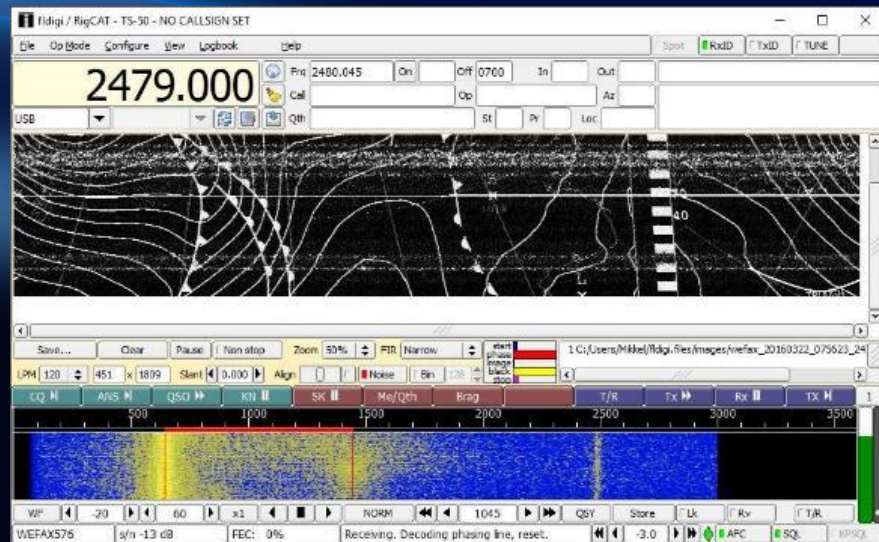 fldigi / RigCAT - TS-50 - NO CALLSIGN SET
File Op Mode Configure View Logbook Help Spot RxID TxID TUNE
2479.000 Frq 2480.045 On Off 0700 In Out
Call Op Az
USB Qth St Pr Loc
40
Save... Clear Pause Non stop Zoom 50% FIR Narrow start phase image black stop 1 C:/Users/Mikkel/fldigi.files/images/wefax_20160322_075623_24
LPM 120 451 x 1809 Slant 0.000 Align Noise Bin 128
CQ ANS QSO KN SK Me/Qth Brag T/R Tx Rx TX 1
500 1000 1500 2000 2500 3000 3500
WF -20 60 x1 NORM 1045 QSY Store Lk Rv T/R
WEFAX576 s/n -13 dB FEC: 0% Receiving. Decoding phasing line, reset. -3.0 AFC SQL KPSQL